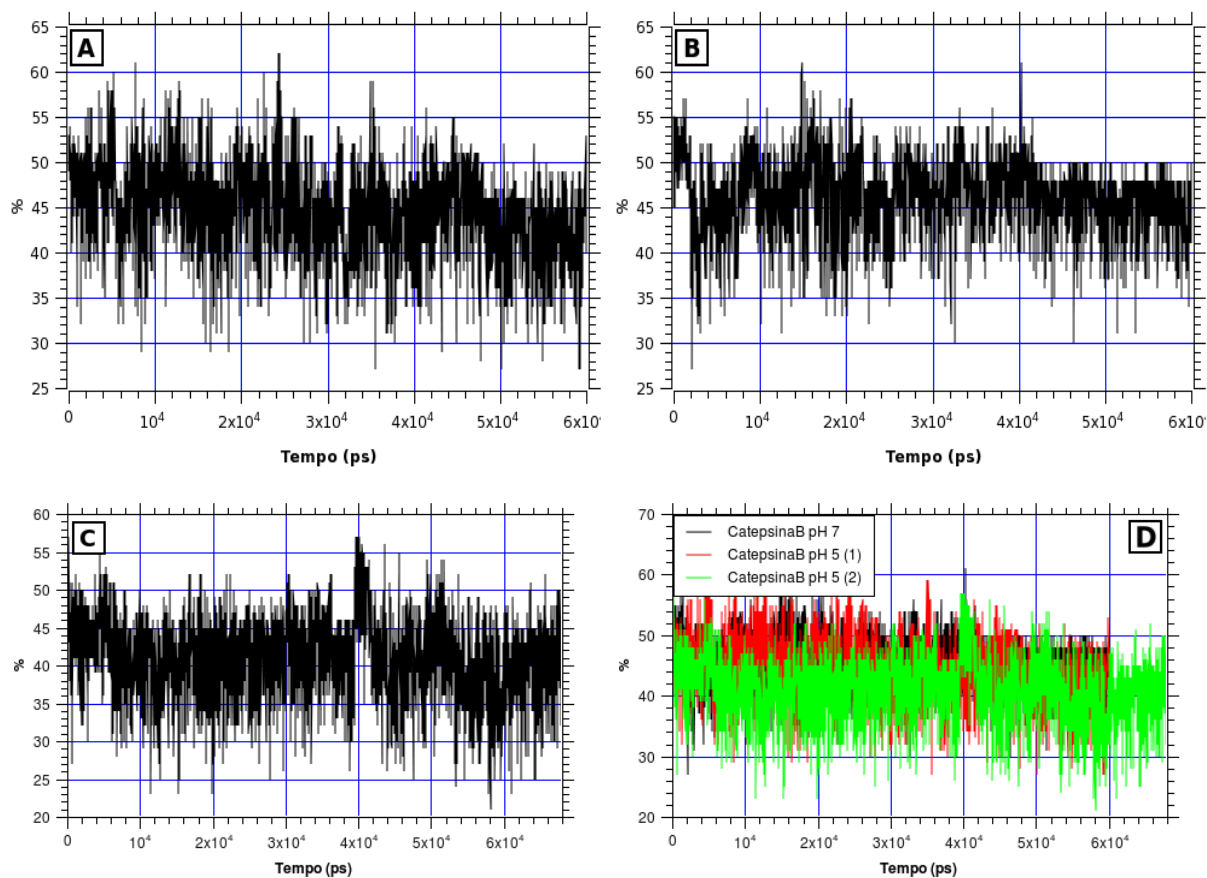 A
65
60
55
50
45
40
35
30
25
%
0
10⁴
2x10⁴
3x10⁴
4x10⁴
5x10⁴
Tempo (ps)
B
65
60
55
50
45
40
35
30
25
%
0
10⁴
2x10⁴
3x10⁴
4x10⁴
5x10⁴
Tempo (ps)
C
60
55
50
45
40
35
30
25
20
%
0
10⁴
2x10⁴
3x10⁴
4x10⁴
5x10⁴
6x10⁴
Tempo (ps)
D
CatepsinaB pH 7
CatepsinaB pH 5 (1)
CatepsinaB pH 5 (2)
70
60
50
40
30
20
%
0
10⁴
2x10⁴
3x10⁴
4x10⁴
5x10⁴
6x10⁴
Tempo (ps)